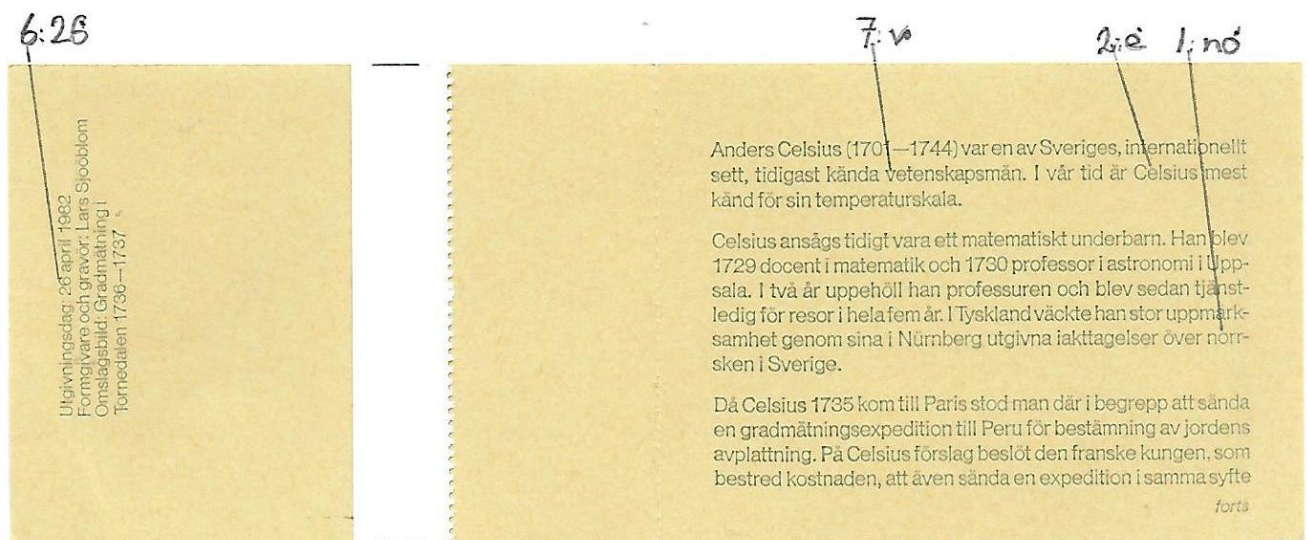 6:26
7:v
2:e
1:nó
Utgivningsdag: 26 april 1982
Formgivare och gravör: Lars Sjööblom
Omslagsbild: Gradmätning i
Tornedalen 1736—1737
Anders Celsius (1701—1744) var en av Sveriges, internationellt
sett, tidigast kända vetenskapsmän. I vår tid är Celsius mest
känd för sin temperaturskala.
Celsius ansågs tidigt vara ett matematiskt underbarn. Han blev
1729 docent i matematik och 1730 professor i astronomi i Upp-
sala. I två år uppehöll han professuren och blev sedan tjänst-
ledig för resor i hela fem år. I Tyskland väckte han stor uppmärk-
samhet genom sina i Nürnberg utgivna iakttagelser över norr-
sken i Sverige.
Då Celsius 1735 kom till Paris stod man där i begrepp att sända
en gradmätningsexpedition till Peru för bestämning av jordens
avplattning. På Celsius förslag beslöt den franske kungen, som
bestred kostnaden, att även sända en expedition i samma syfte
forts